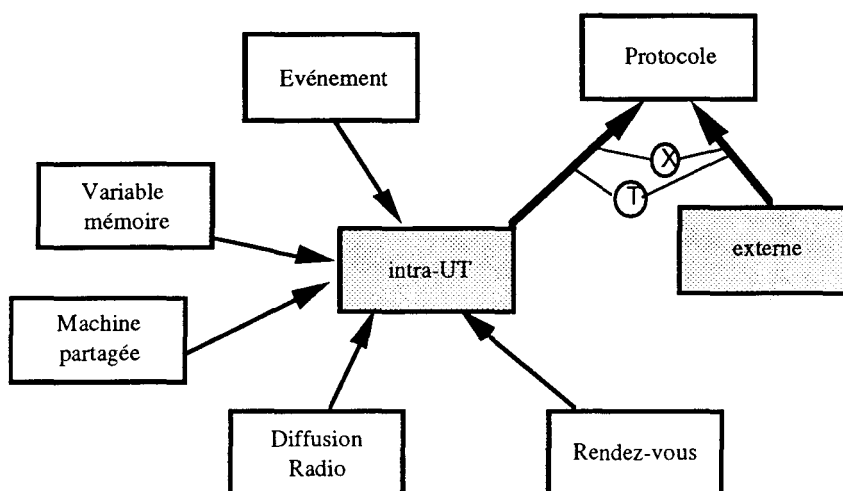 Protocole
Evénement
X
Variable
mémoire
T
intra-UT
externe
Machine
partagée
Diffusion
Radio
Rendez-vous